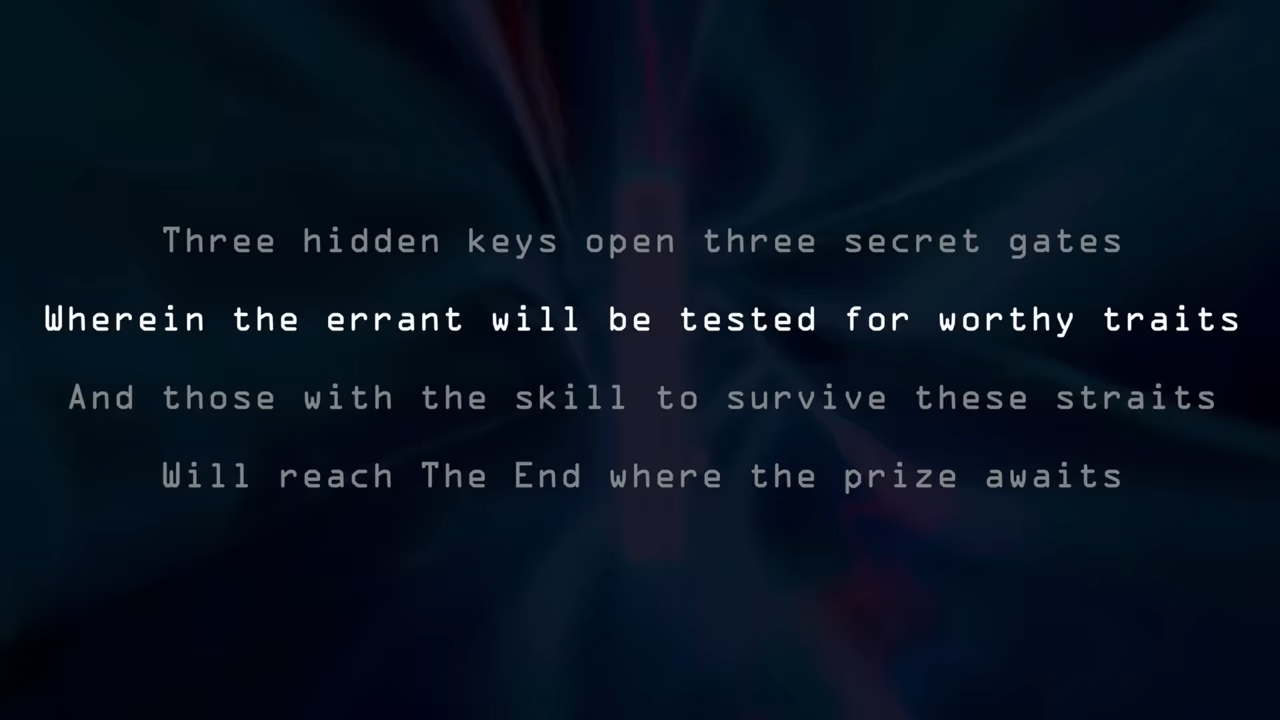 Three hidden keys open three secret gates
Wherein the errant will be tested for worthy traits
And those with the skill to survive these straits
Will reach The End where the prize awaits